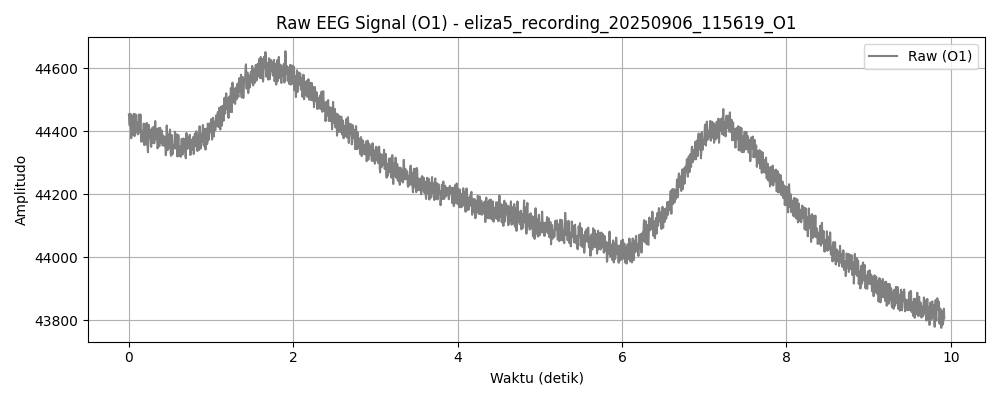 Raw EEG Signal (O1) - eliza5_recording_20250906_115619_O1
Raw (O1)
Amplitudo
44600
44400
44200
44000
43800
0 2 4 6 8 10
Waktu (detik)